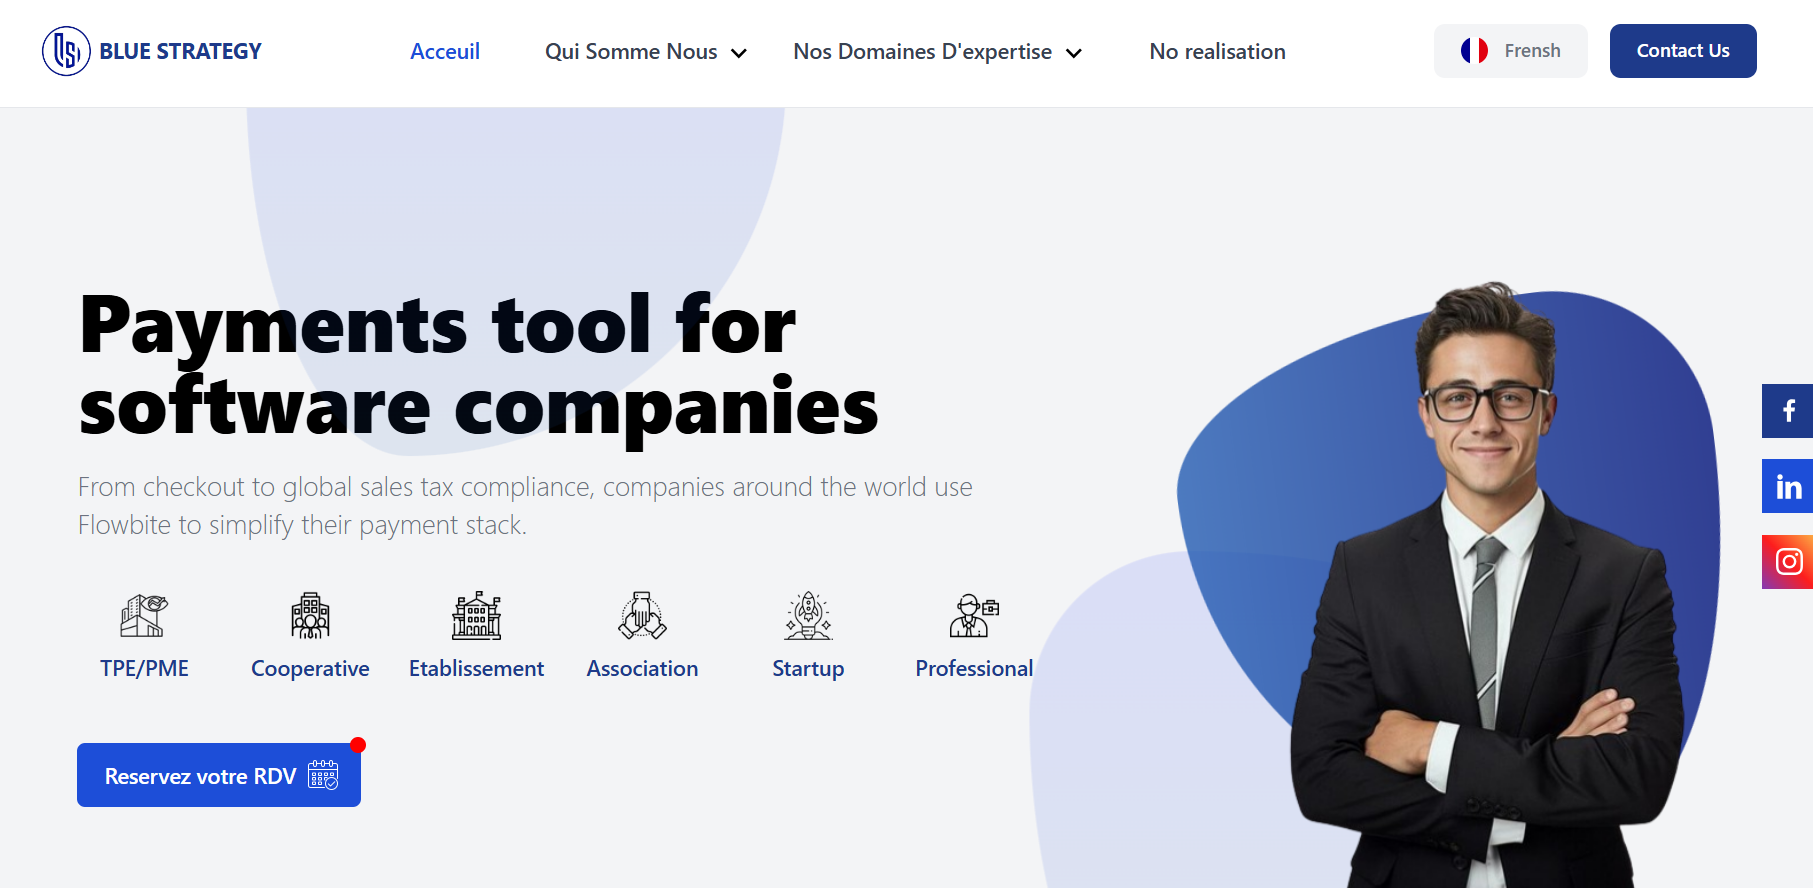 BLUE STRATEGY
Acceuil
Qui Somme Nous
Nos Domaines D'expertise
No realisation
Frensh
Contact Us
Payments tool for
software companies
From checkout to global sales tax compliance, companies around the world use
Flowbite to simplify their payment stack.
TPE/PME
Cooperative
Etablissement
Association
Startup
Professional
Reservez votre RDV
f
in